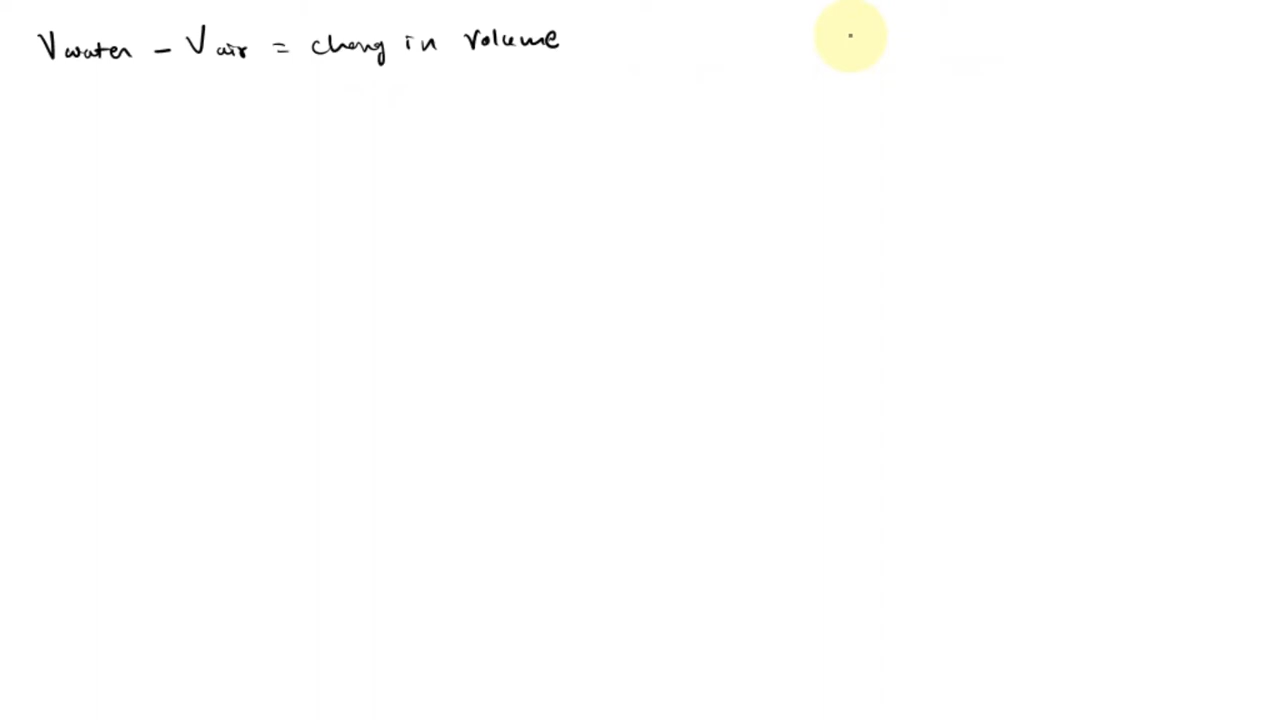 Vwater - Vair = chang in volume